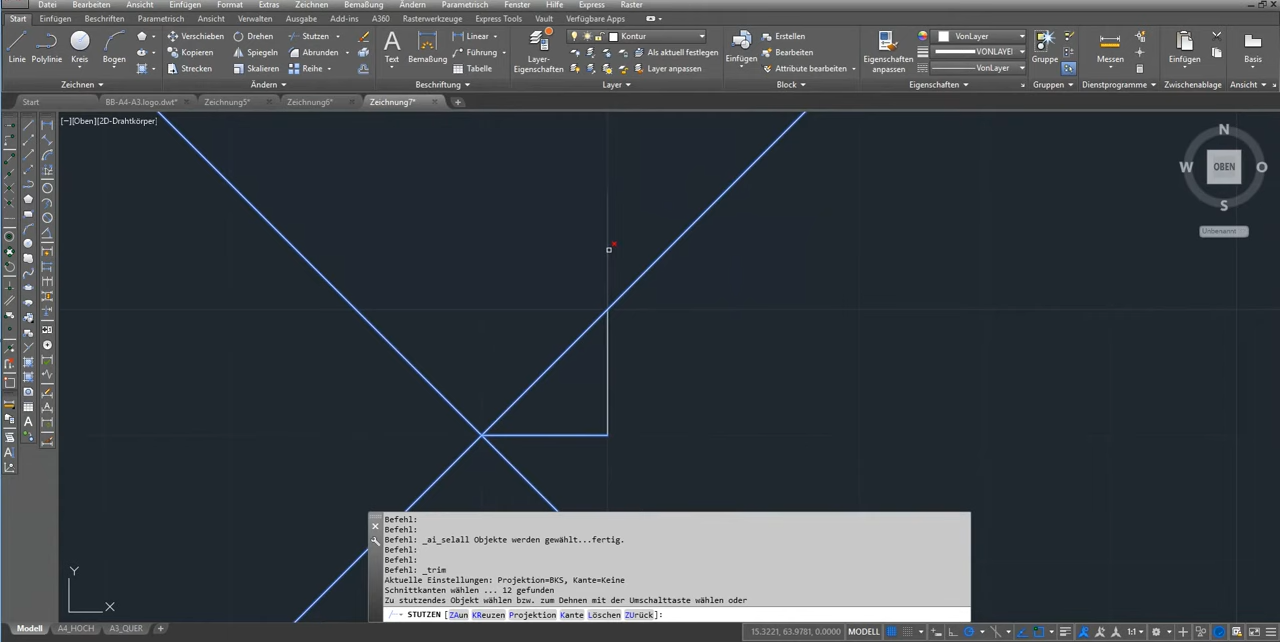 Datei Bearbeiten Ansicht Einfügen Format Extras Zeichnen Bemaßung Ändern Parametrisch Fenster Hilfe Express Raster
Start Einfügen Beschriften Parametrisch Ansicht Verwalten Ausgabe Add-ins A360 Rasterwerkzeuge Express Tools Vault Verfügbare Apps
Linie Polylinie Kreis Bogen
Verschieben Drehen Stutzen
Kopieren Spiegeln Abrunden
Strecken Skalieren Reihe
Text Bemaßung
Linear
Führung
Tabelle
Layer-
Eigenschaften
Kontur
Als aktuell festlegen
Layer anpassen
Einfügen
Erstellen
Bearbeiten
Attribute bearbeiten
Eigenschaften
anpassen
VonLayer
VONLAYE
VonLayer
Gruppe
Messen
Einfügen
Basis
Zeichnen Ändern Beschriftung Layer Block Eigenschaften Gruppen Dienstprogramme Zwischenablage Ansicht
Start BB-A4-A3.logo.dwt* Zeichnung5* Zeichnung6* Zeichnung7*
[−][Oben][2D-Drahtkörper]
N
W OBEN O
S
Unbenannt
Befehl:
Befehl:
Befehl: _ai_selall Objekte werden gewählt...fertig.
Befehl:
Befehl:
Befehl: _trim
Aktuelle Einstellungen: Projektion=BKS, Kante=Keine
Schnittkanten wählen ... 12 gefunden
Zu stutzendes Objekt wählen bzw. zum Dehnen mit der Umschalttaste wählen oder
STUTZEN [ZAun KReuzen Projektion Kante Löschen ZUrück]:
Y
X
Modell A4_HOCH A3_QUER + 15.3221, 63.9781, 0.0000 MODELL 1:1